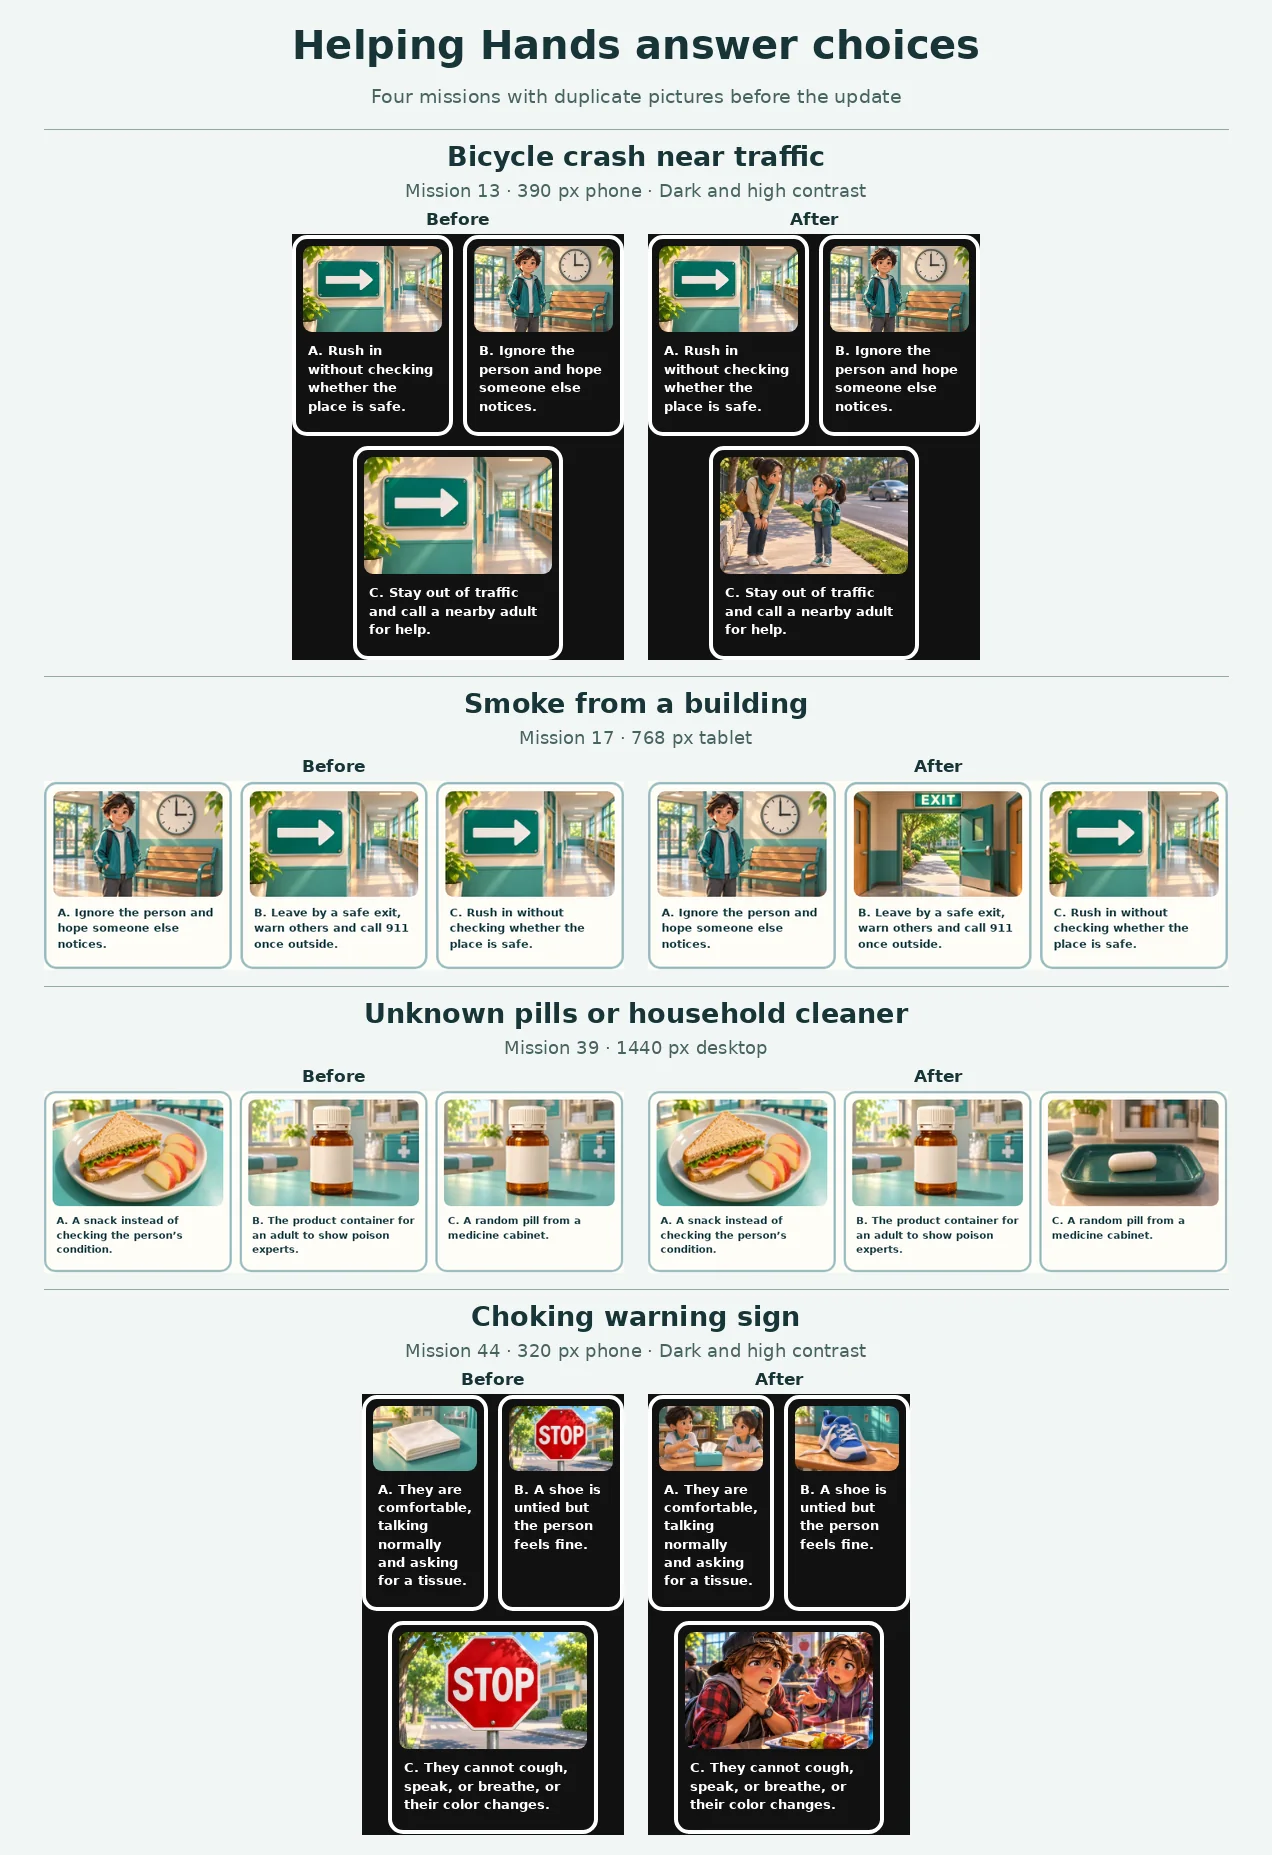 Helping Hands answer choices
Four missions with duplicate pictures before the update
Bicycle crash near traffic
Mission 13 · 390 px phone · Dark and high contrast
Before
A. Rush in
without checking
whether the
place is safe.
B. Ignore the
person and hope
someone else
notices.
C. Stay out of traffic
and call a nearby adult
for help.
After
A. Rush in
without checking
whether the
place is safe.
B. Ignore the
person and hope
someone else
notices.
C. Stay out of traffic
and call a nearby adult
for help.
Smoke from a building
Mission 17 · 768 px tablet
Before
A. Ignore the person and
hope someone else
notices.
B. Leave by a safe exit,
warn others and call 911
once outside.
C. Rush in without
checking whether the
place is safe.
After
A. Ignore the person and
hope someone else
notices.
EXIT
B. Leave by a safe exit,
warn others and call 911
once outside.
C. Rush in without
checking whether the
place is safe.
Unknown pills or household cleaner
Mission 39 · 1440 px desktop
Before
A. A snack instead of
checking the person’s
condition.
B. The product container for
an adult to show poison
experts.
C. A random pill from a
medicine cabinet.
After
A. A snack instead of
checking the person’s
condition.
B. The product container for
an adult to show poison
experts.
C. A random pill from a
medicine cabinet.
Choking warning sign
Mission 44 · 320 px phone · Dark and high contrast
Before
A. They are
comfortable,
talking
normally
and asking
for a tissue.
STOP
B. A shoe is
untied but
the person
feels fine.
STOP
C. They cannot cough,
speak, or breathe, or
their color changes.
After
A. They are
comfortable,
talking
normally
and asking
for a tissue.
B. A shoe is
untied but
the person
feels fine.
C. They cannot cough,
speak, or breathe, or
their color changes.